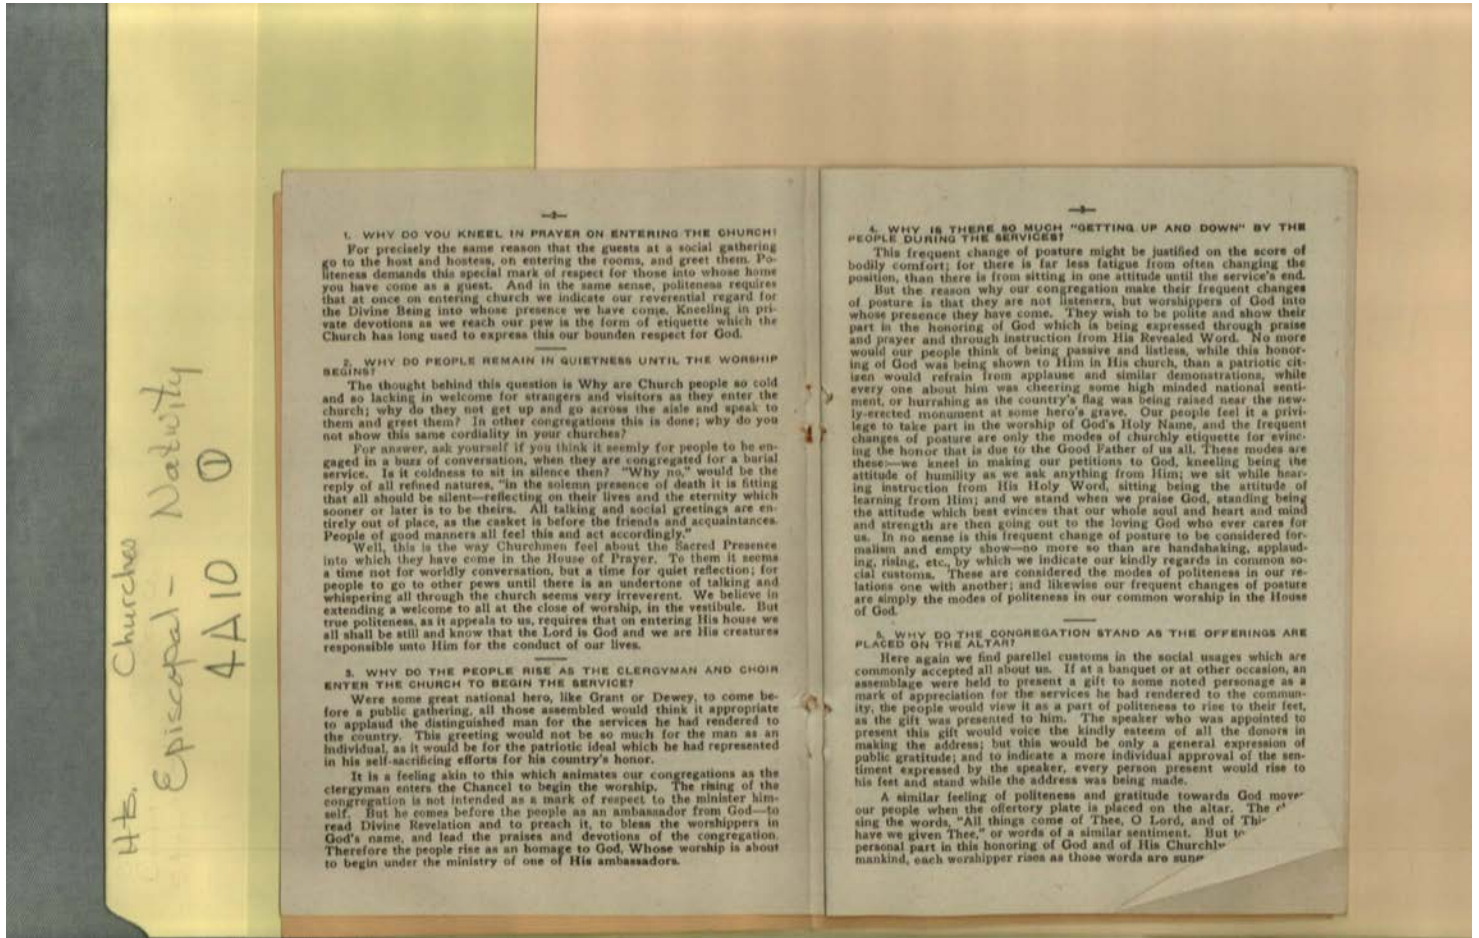 Hts. Churches
Episcopal - Nativity
4A10 ①
—2—
1. WHY DO YOU KNEEL IN PRAYER ON ENTERING THE CHURCH?
For precisely the same reason that the guests at a social gathering
go to the host and hostess, on entering the rooms, and greet them. Po-
liteness demands this special mark of respect for those into whose home
you have come as a guest. And in the same sense, politeness requires
that at once on entering church we indicate our reverential regard for
the Divine Being into whose presence we have come. Kneeling in pri-
vate devotions as we reach our pew is the form of etiquette which the
Church has long used to express this our bounden respect for God.
2. WHY DO PEOPLE REMAIN IN QUIETNESS UNTIL THE WORSHIP
BEGINS?
The thought behind this question is Why are Church people so cold
and so lacking in welcome for strangers and visitors as they enter the
church; why do they not get up and go across the aisle and speak to
them and greet them? In other congregations this is done; why do you
not show this same cordiality in your churches?
For answer, ask yourself if you think it seemly for people to be en-
gaged in a buzz of conversation, when they are congregated for a burial
service. Is it coldness to sit in silence then? "Why no," would be the
reply of all refined natures, "in the solemn presence of death it is fitting
that all should be silent—reflecting on their lives and the eternity which
sooner or later is to be theirs. All talking and social greetings are en-
tirely out of place, as the casket is before the friends and acquaintances.
People of good manners all feel this and act accordingly."
Well, this is the way Churchmen feel about the Sacred Presence
into which they have come in the House of Prayer. To them it seems
a time not for worldly conversation, but a time for quiet reflection; for
people to go to other pews until there is an undertone of talking and
whispering all through the church seems very irreverent. We believe in
extending a welcome to all at the close of worship, in the vestibule. But
true politeness, as it appeals to us, requires that on entering His house we
all shall be still and know that the Lord is God and we are His creatures
responsible unto Him for the conduct of our lives.
3. WHY DO THE PEOPLE RISE AS THE CLERGYMAN AND CHOIR
ENTER THE CHURCH TO BEGIN THE SERVICE?
Were some great national hero, like Grant or Dewey, to come be-
fore a public gathering, all those assembled would think it appropriate
to applaud the distinguished man for the services he had rendered to
the country. This greeting would not be so much for the man as an
individual, as it would be for the patriotic ideal which he had represented
in his self-sacrificing efforts for his country's honor.
It is a feeling akin to this which animates our congregations as the
clergyman enters the Chancel to begin the worship. The rising of the
congregation is not intended as a mark of respect to the minister him-
self. But he comes before the people as an ambassador from God—to
read Divine Revelation and to preach it, to bless the worshippers in
God's name, and lead the praises and devotions of the congregation.
Therefore the people rise as an homage to God, Whose worship is about
to begin under the ministry of one of His ambassadors.
—3—
4. WHY IS THERE SO MUCH "GETTING UP AND DOWN" BY THE
PEOPLE DURING THE SERVICES?
This frequent change of posture might be justified on the score of
bodily comfort; for there is far less fatigue from often changing the
position, than there is from sitting in one attitude until the service's end.
But the reason why our congregation make their frequent changes
of posture is that they are not listeners, but worshippers of God into
whose presence they have come. They wish to be polite and show their
part in the honoring of God which is being expressed through praise
and prayer and through instruction from His Revealed Word. No more
would our people think of being passive and listless, while this honor-
ing of God was being shown to Him in His church, than a patriotic cit-
izen would refrain from applause and similar demonstrations, while
every one about him was cheering some high minded national senti-
ment, or hurrahing as the country's flag was being raised near the new-
ly-erected monument at some hero's grave. Our people feel it a privi-
lege to take part in the worship of God's Holy Name, and the frequent
changes of posture are only the modes of churchly etiquette for evinc-
ing the honor that is due to the Good Father of us all. These modes are
these:—we kneel in making our petitions to God, kneeling being the
attitude of humility as we ask anything from Him; we sit while hear-
ing instruction from His Holy Word, sitting being the attitude of
learning from Him; and we stand when we praise God, standing being
the attitude which best evinces that our whole soul and heart and mind
and strength are then going out to the loving God who ever cares for
us. In no sense is this frequent change of posture to be considered for-
malism and empty show—no more so than are handshaking, applaud-
ing, rising, etc., by which we indicate our kindly regards in common so-
cial customs. These are considered the modes of politeness in our re-
lations one with another; and likewise our frequent changes of posture
are simply the modes of politeness in our common worship in the House
of God.
5. WHY DO THE CONGREGATION STAND AS THE OFFERINGS ARE
PLACED ON THE ALTAR?
Here again we find parellel customs in the social usages which are
commonly accepted all about us. If at a banquet or at other occasion, an
assemblage were held to present a gift to some noted personage as a
mark of appreciation for the services he had rendered to the commun-
ity, the people would view it as a part of politeness to rise to their feet,
as the gift was presented to him. The speaker who was appointed to
present this gift would voice the kindly esteem of all the donors in
making the address; but this would be only a general expression of
public gratitude; and to indicate a more individual approval of the sen-
timent expressed by the speaker, every person present would rise to
his feet and stand while the address was being made.
A similar feeling of politeness and gratitude towards God move
our people when the offertory plate is placed on the altar. The
sing the words, "All things come of Thee, O Lord, and of
have we given Thee," or words of a similar sentiment. But
personal part in this honoring of God and of His
mankind, each worshipper rises as those words are